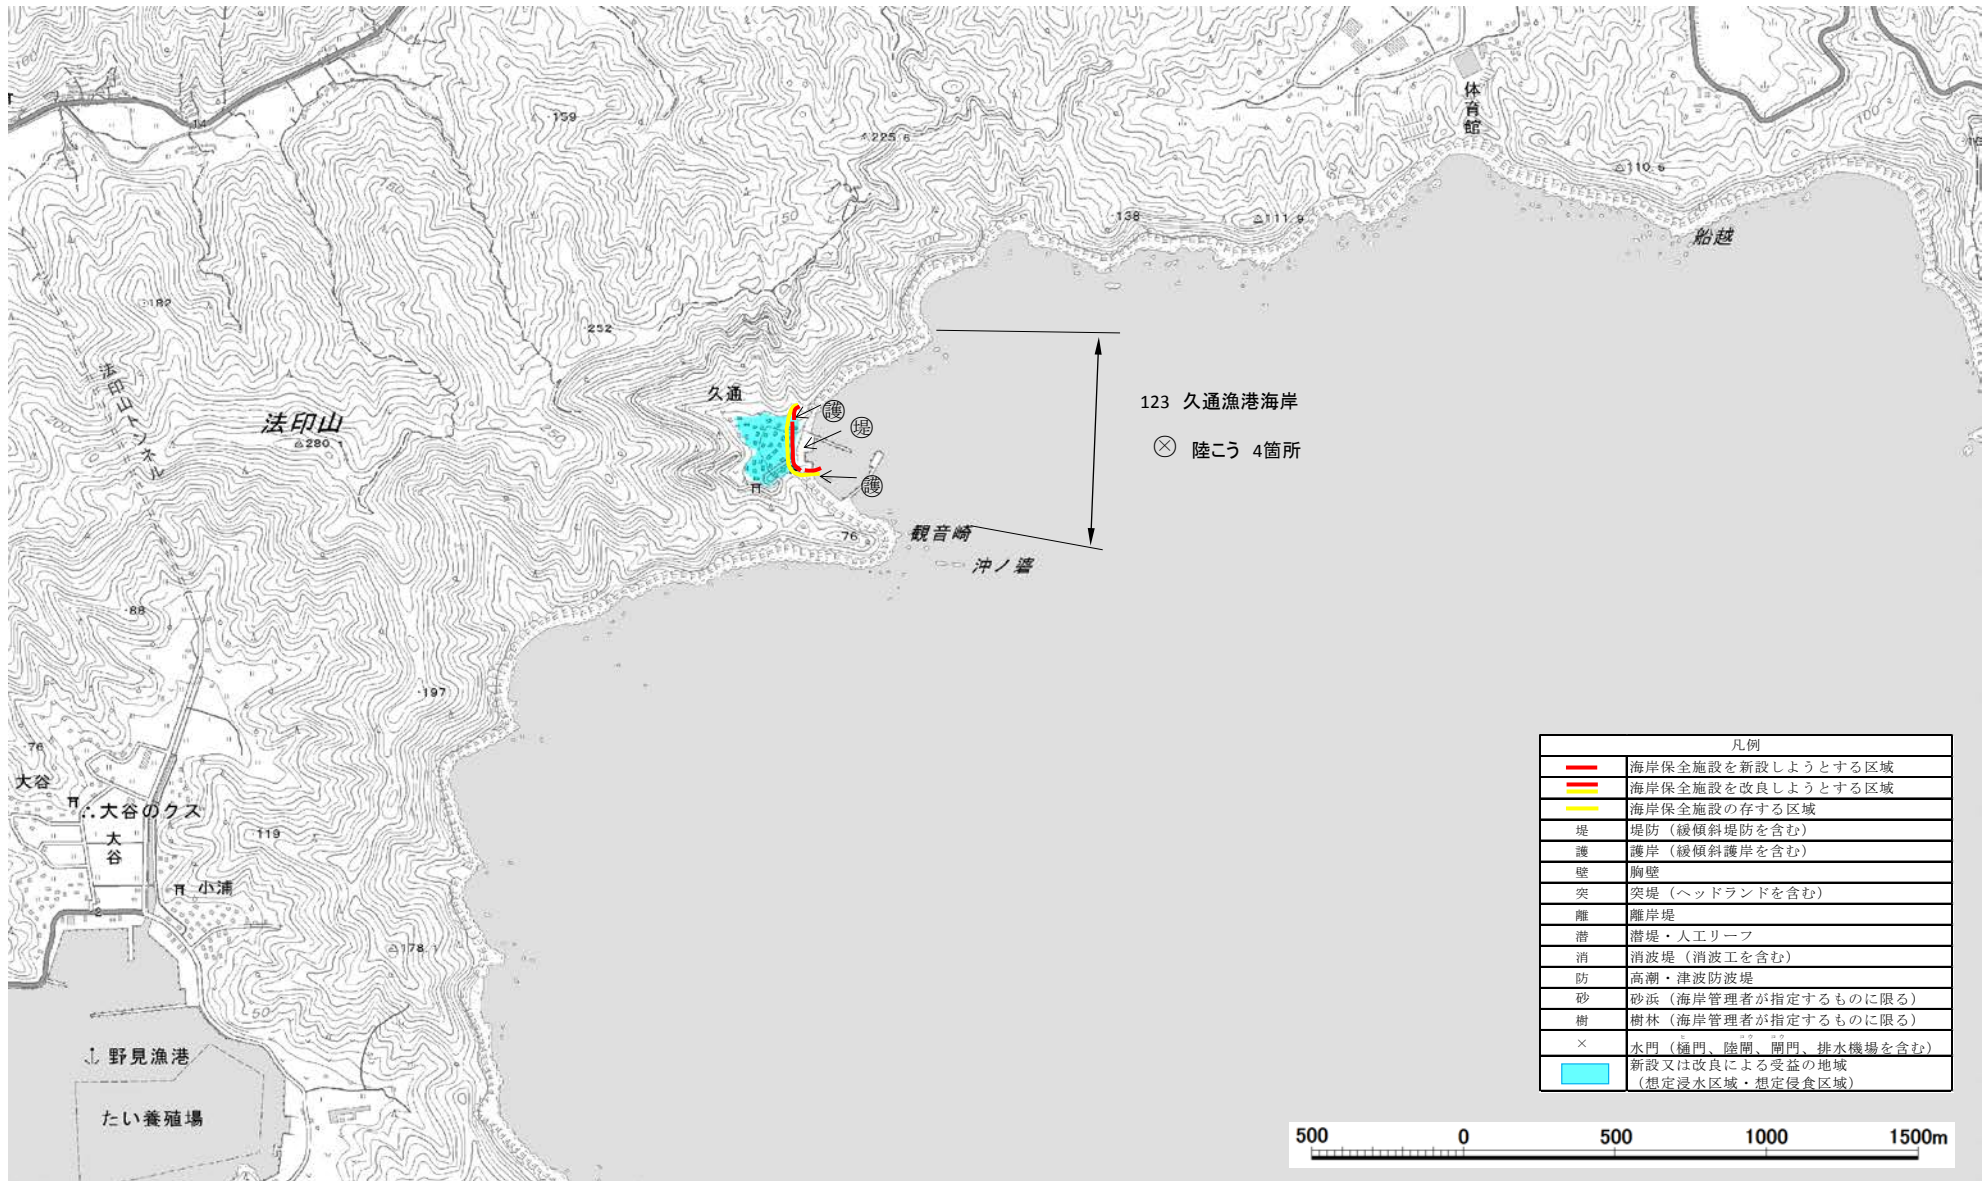 体育館
14
159
225.6
110.5
100
150
138
111.9
船越
182
252
法印山トンネル
法印山
280.1
久通
護
堤
護
123 久通漁港海岸
⊗ 陸こう 4箇所
観音崎
76
沖ノ碆
88
197
76
大谷
大谷のクス
大谷
119
小浦
2
178.1
50
野見漁港
たい養殖場
凡例
海岸保全施設を新設しようとする区域
海岸保全施設を改良しようとする区域
海岸保全施設の存する区域
堤 堤防（緩傾斜堤防を含む）
護 護岸（緩傾斜護岸を含む）
壁 胸壁
突 突堤（ヘッドランドを含む）
離 離岸堤
潜 潜堤・人工リーフ
消 消波堤（消波工を含む）
防 高潮・津波防波堤
砂 砂浜（海岸管理者が指定するものに限る）
樹 樹林（海岸管理者が指定するものに限る）
× 水門（樋門、陸閘、閘門、排水機場を含む）
新設又は改良による受益の地域
（想定浸水区域・想定侵食区域）
500 0 500 1000 1500m